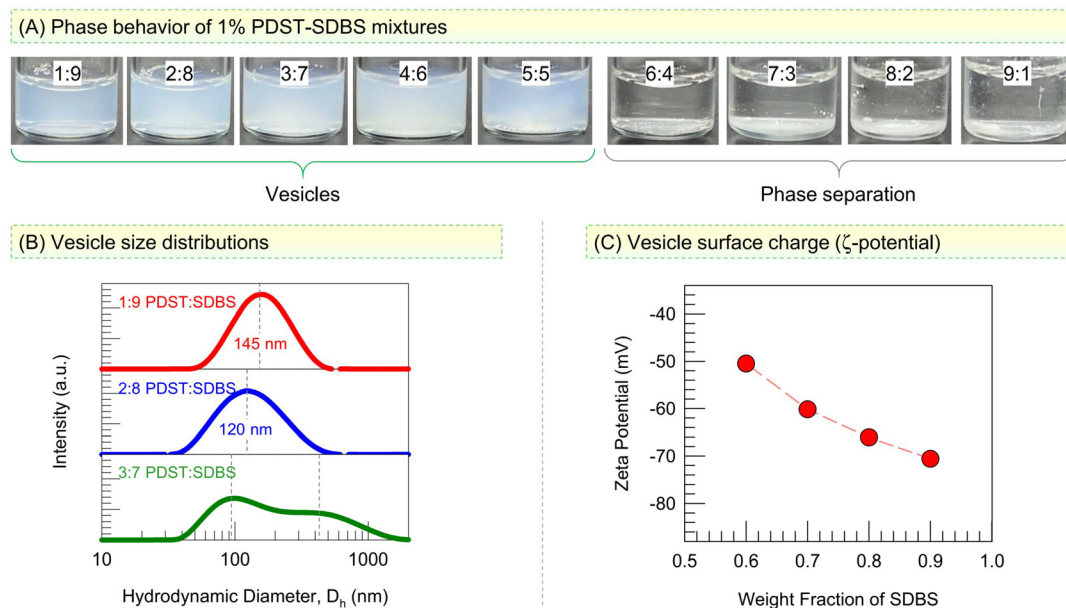 (A) Phase behavior of 1% PDST-SDBS mixtures
1:9 2:8 3:7 4:6 5:5 6:4 7:3 8:2 9:1
Vesicles
Phase separation
(B) Vesicle size distributions
1:9 PDST:SDBS
145 nm
2:8 PDST:SDBS
120 nm
3:7 PDST:SDBS
Intensity (a.u.)
10 100 1000
Hydrodynamic Diameter, Dₕ (nm)
(C) Vesicle surface charge (ζ-potential)
Zeta Potential (mV)
-40
-50
-60
-70
-80
0.5 0.6 0.7 0.8 0.9 1.0
Weight Fraction of SDBS